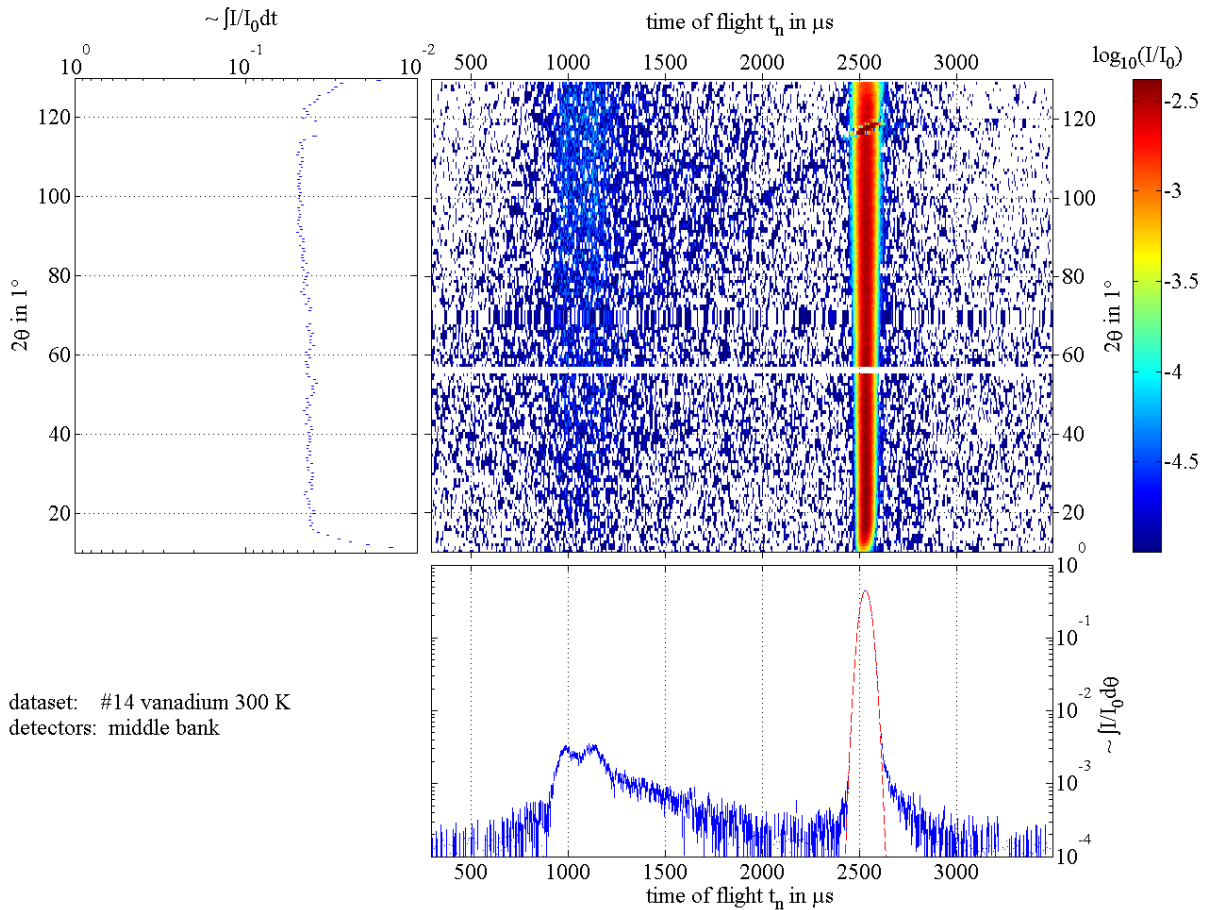 ~ ∫I/I₀dt
10⁰ 10⁻¹ 10⁻²
120
100
80
60
40
20
2θ in 1°
time of flight tₙ in μs
500 1000 1500 2000 2500 3000
120
100
80
60
40
20
0
2θ in 1°
log₁₀(I/I₀)
-2.5
-3
-3.5
-4
-4.5
10⁰
10⁻¹
10⁻²
10⁻³
10⁻⁴
~ ∫I/I₀dθ
500 1000 1500 2000 2500 3000
time of flight tₙ in μs
dataset: #14 vanadium 300 K
detectors: middle bank